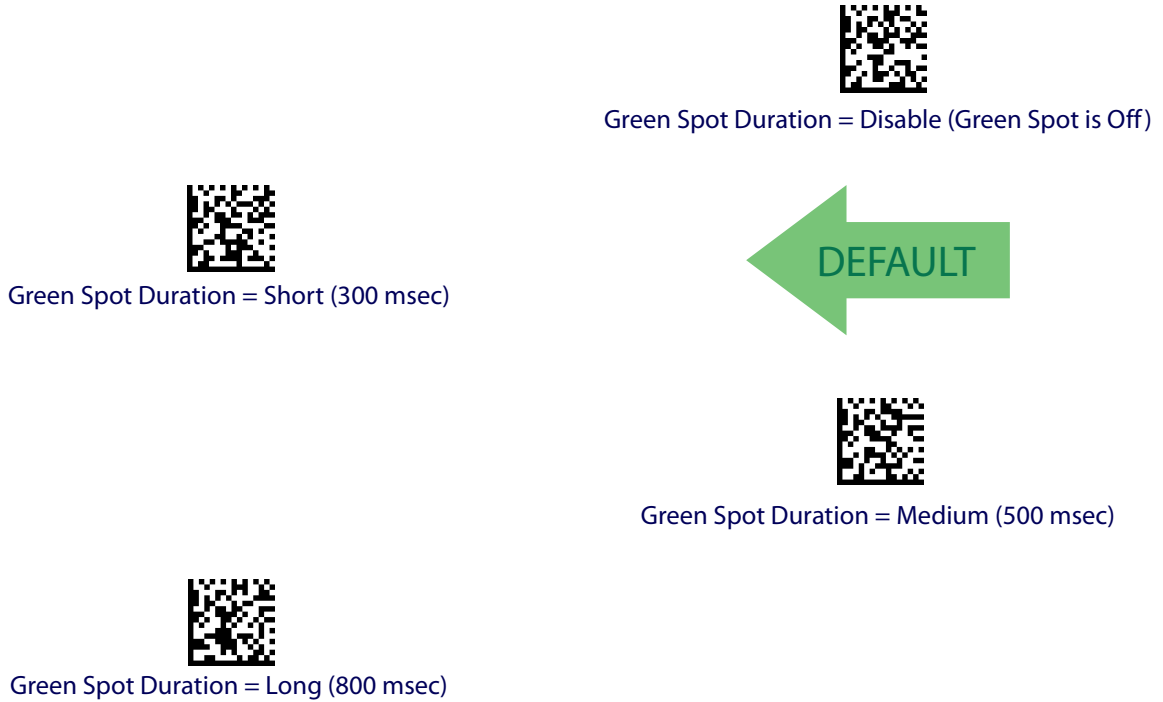 Green Spot Duration = Disable (Green Spot is Off)
Green Spot Duration = Short (300 msec)
DEFAULT
Green Spot Duration = Medium (500 msec)
Green Spot Duration = Long (800 msec)